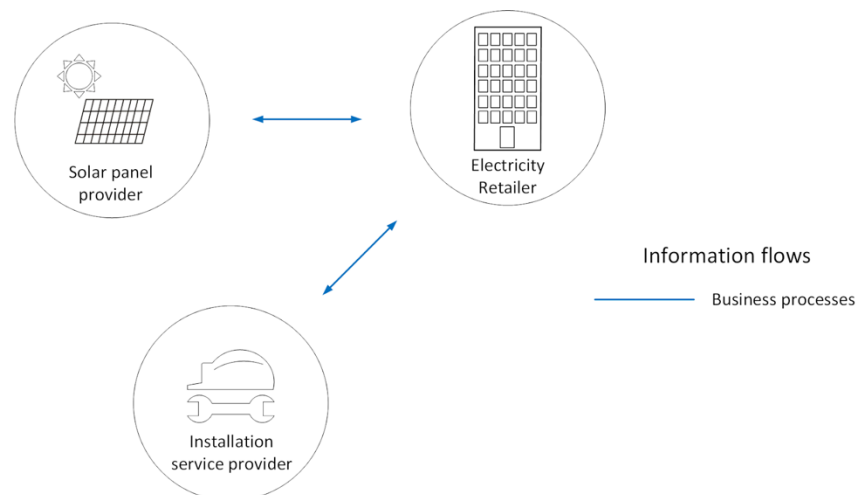 Solar panel
provider
Electricity
Retailer
Information flows
Business processes
Installation
service provider